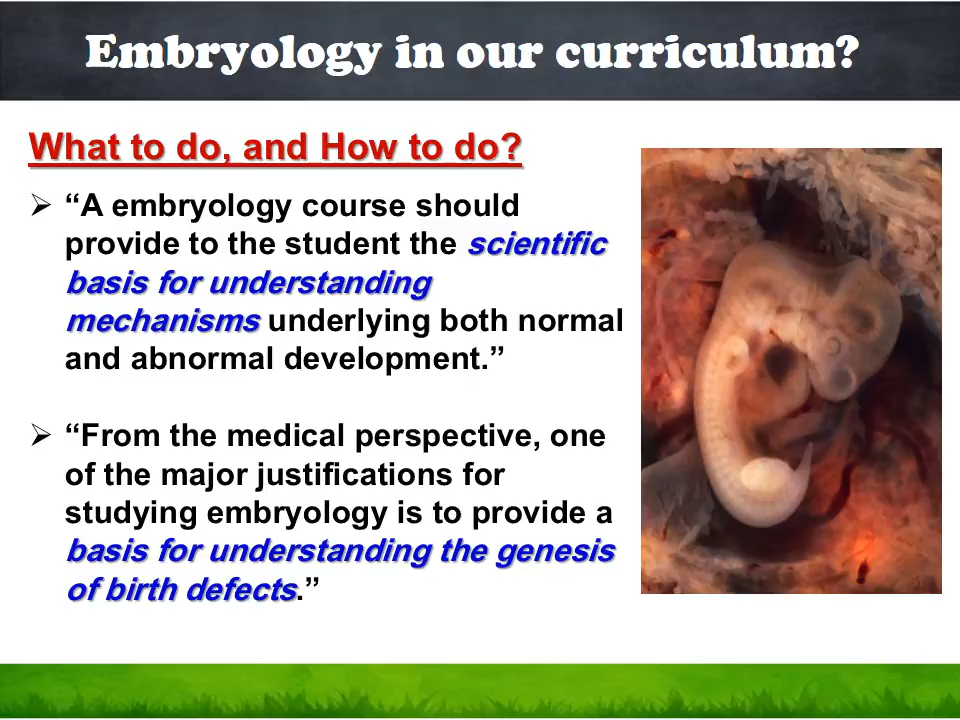 Embryology in our curriculum?
What to do, and How to do?
➢ “A embryology course should
provide to the student the scientific
basis for understanding
mechanisms underlying both normal
and abnormal development.”
➢ “From the medical perspective, one
of the major justifications for
studying embryology is to provide a
basis for understanding the genesis
of birth defects.”